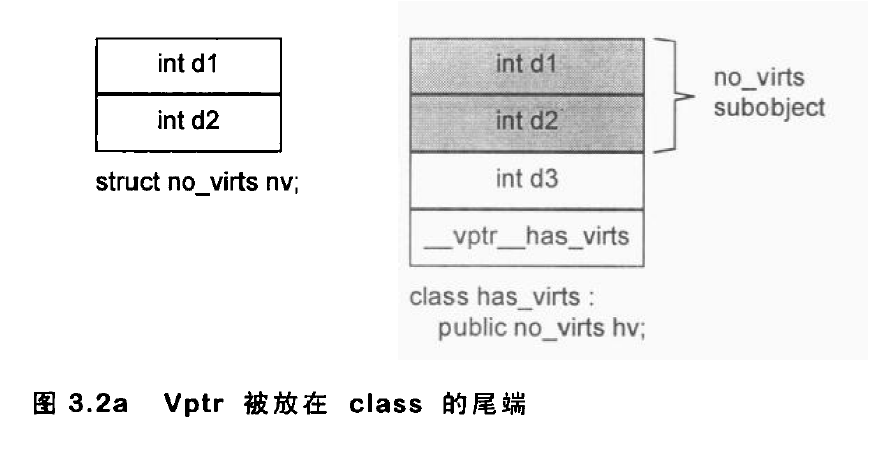 int d1
int d2
struct no_virts nv;
int d1
int d2
int d3
__vptr__has_virts
no_virts
subobject
class has_virts :
public no_virts hv;
图 3.2a Vptr 被放在 class 的尾端